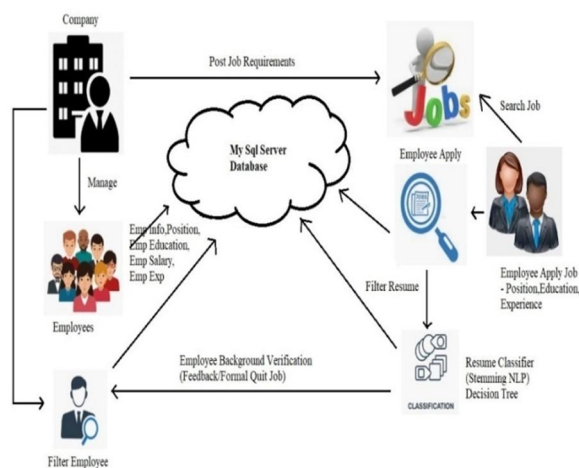 Company
Post Job Requirements
Jobs
Search Job
My Sql Server
Database
Employee Apply
Manage
JOBS
Emp Info,Position,
Emp Education,
Emp Salary,
Emp Exp
Employees
Filter Resume
Employee Apply Job
- Position,Education,
Experience
Employee Background Verification
(Feedback/Formal Quit Job)
Resume Classifier
(Stemming NLP)
Decision Tree
CLASSIFICATION
Filter Employee